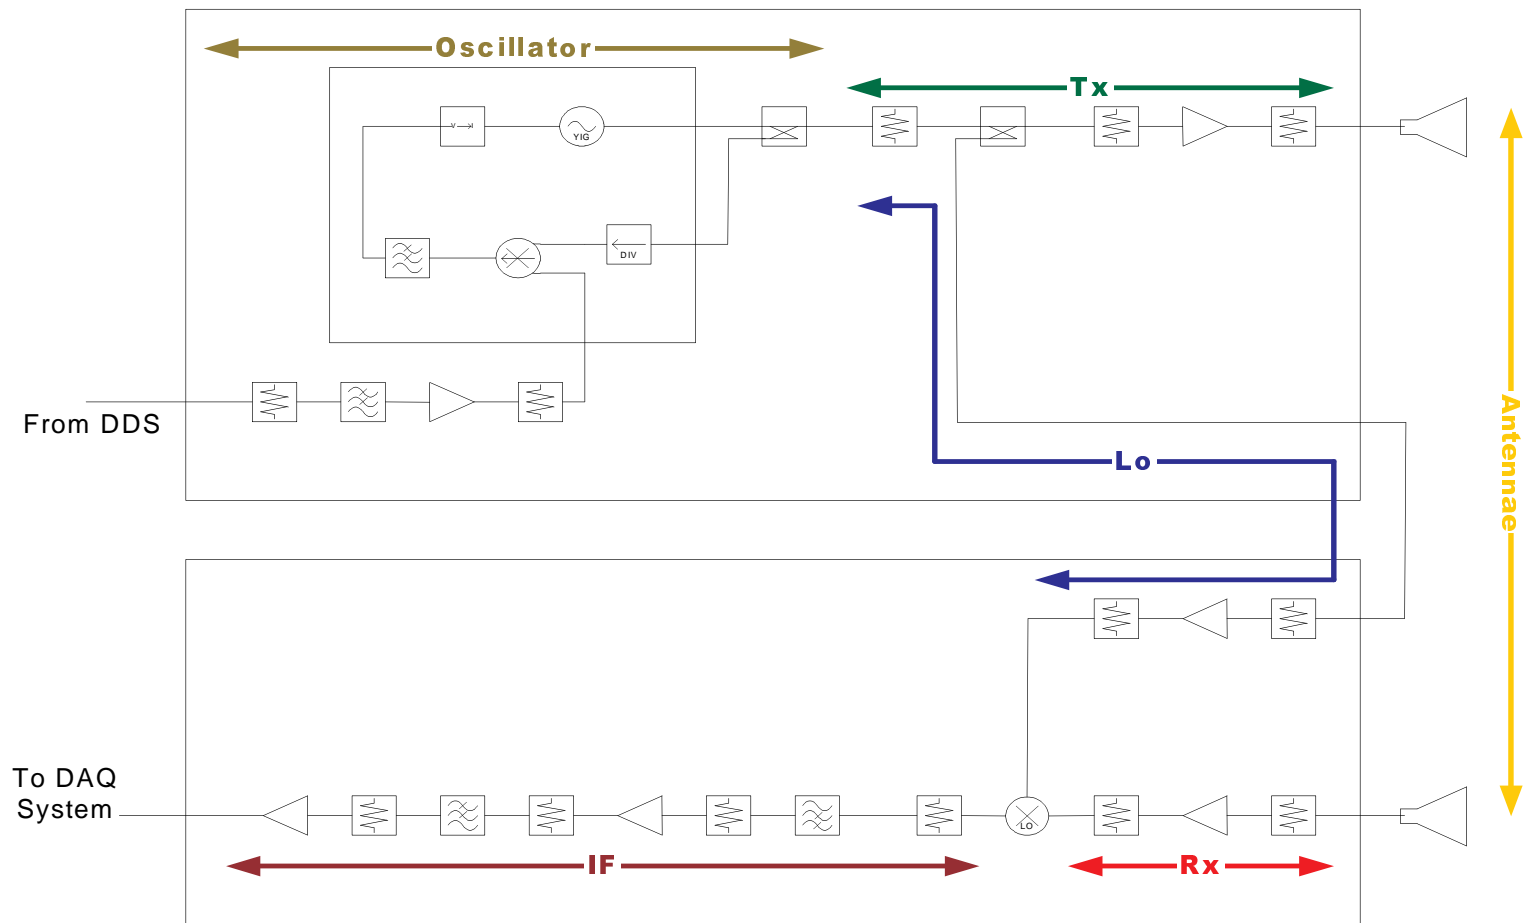 Oscillator
Tx
V
I
YIG
DIV
From DDS
Lo
Antennae
To DAQ
System
LO
IF
Rx